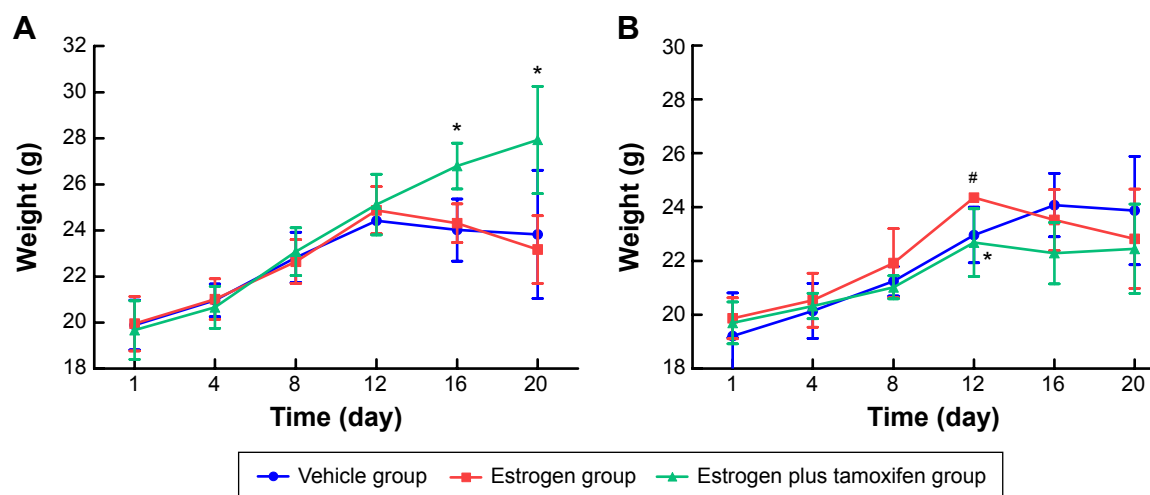 A
Weight (g)
32
30
28
26
24
22
20
18
* *
1 4 8 12 16 20
Time (day)
B
Weight (g)
30
28
26
24
22
20
18
#
*
1 4 8 12 16 20
Time (day)
Vehicle group Estrogen group Estrogen plus tamoxifen group